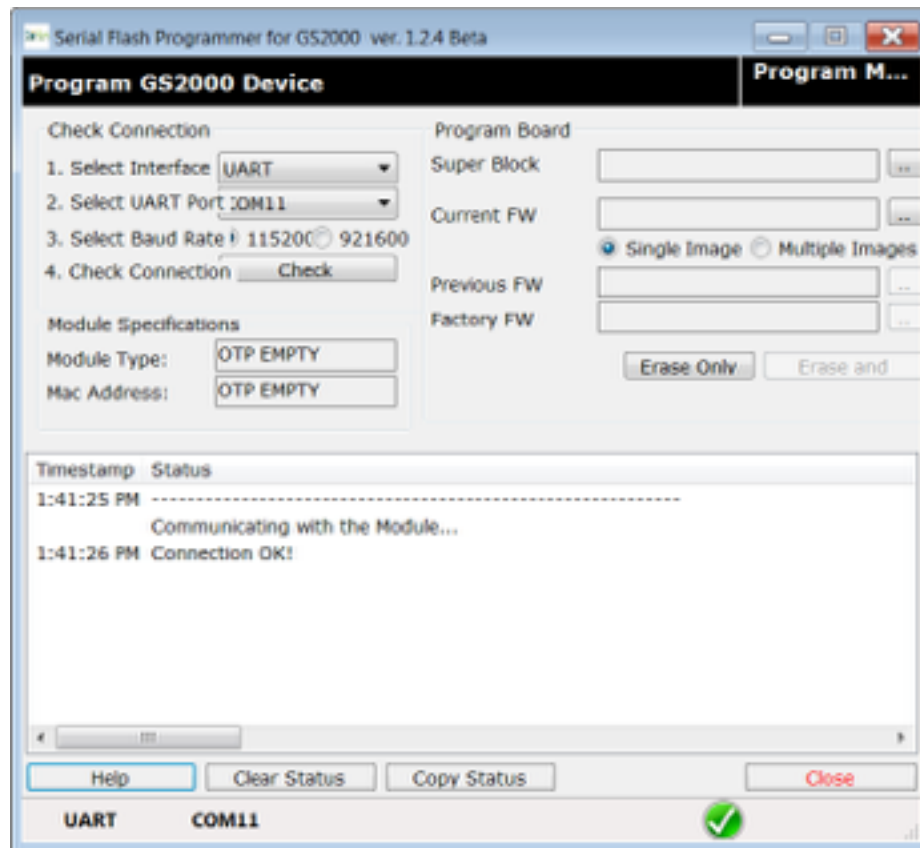 Serial Flash Programmer for GS2000 ver. 1.2.4 Beta
Program GS2000 Device
Program M...
Check Connection
1. Select Interface UART
2. Select UART Port COM11
3. Select Baud Rate 115200 921600
4. Check Connection Check
Module Specifications
Module Type: OTP EMPTY
Mac Address: OTP EMPTY
Program Board
Super Block ..
Current FW ..
Single Image Multiple Images
Previous FW ..
Factory FW ..
Erase Only Erase and
Timestamp Status
1:41:25 PM -----------------------------------------------------------
Communicating with the Module...
1:41:26 PM Connection OK!
Help Clear Status Copy Status Close
UART COM11